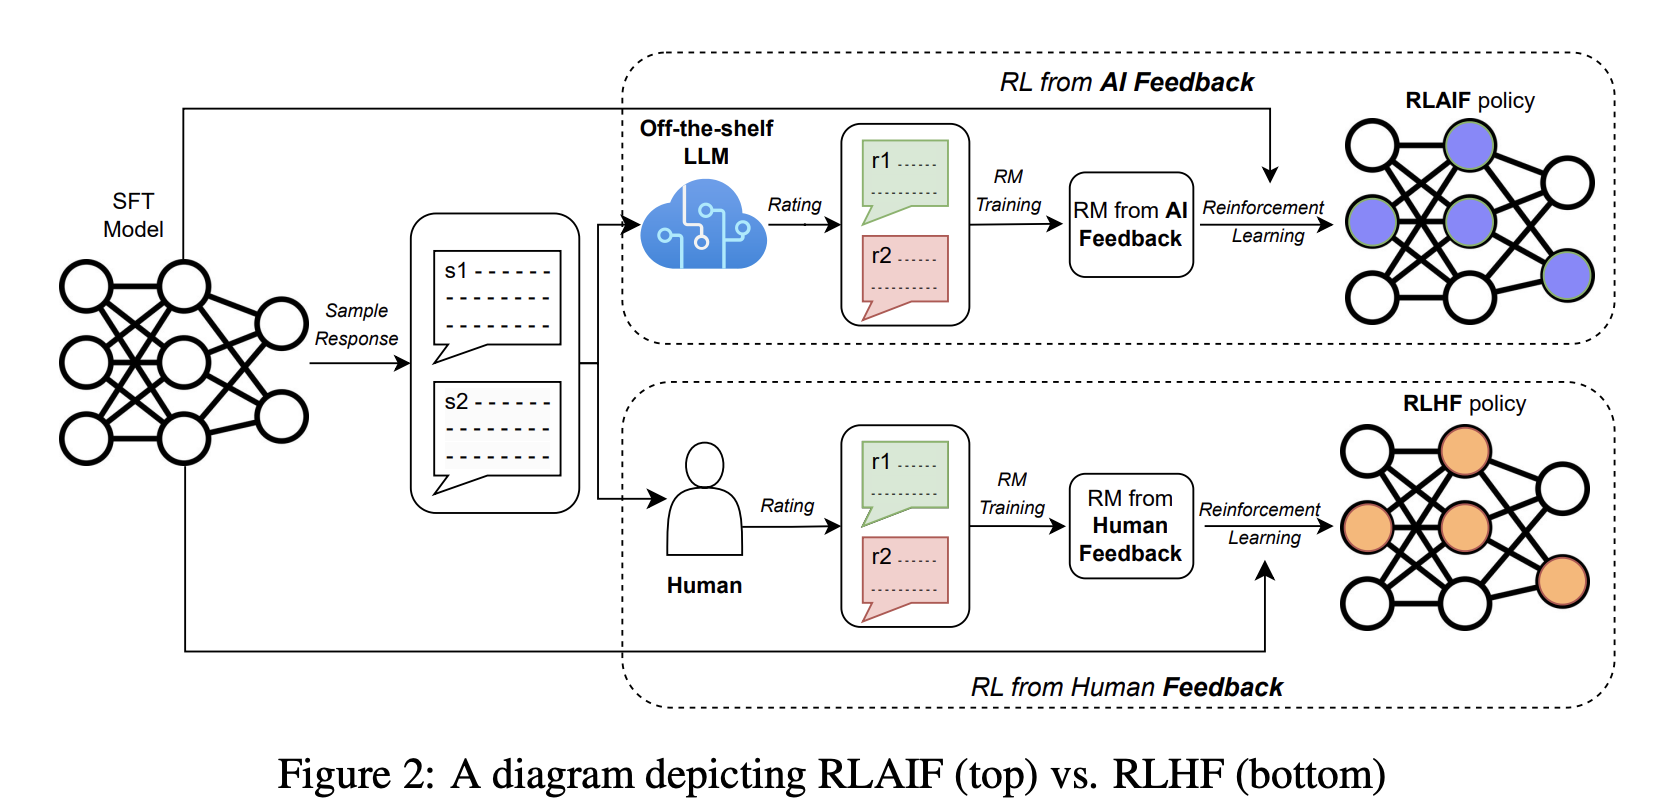 RL from AI Feedback
RLAIF policy
Off-the-shelf
LLM
SFT
Model
Sample
Response
s1 - - - - - -
- - - - - - - -
- - - - - - - -
s2 - - - - - -
- - - - - - - -
- - - - - - - -
Rating
r1 ------
----------
r2 ------
----------
RM
Training
RM from AI
Feedback
Reinforcement
Learning
RLHF policy
Human
Rating
r1 ------
----------
r2 ------
----------
RM
Training
RM from
Human
Feedback
Reinforcement
Learning
RL from Human Feedback
Figure 2: A diagram depicting RLAIF (top) vs. RLHF (bottom)